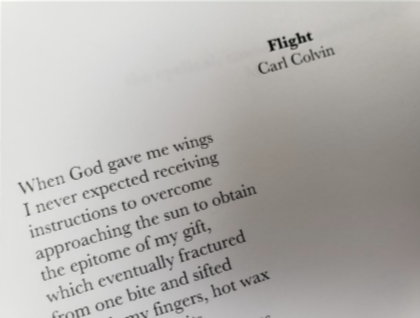 Flight
Carl Colvin
When God gave me wings
I never expected receiving
instructions to overcome
approaching the sun to obtain
the epitome of my gift,
which eventually fractured
from one bite and sifted
my fingers, hot wax